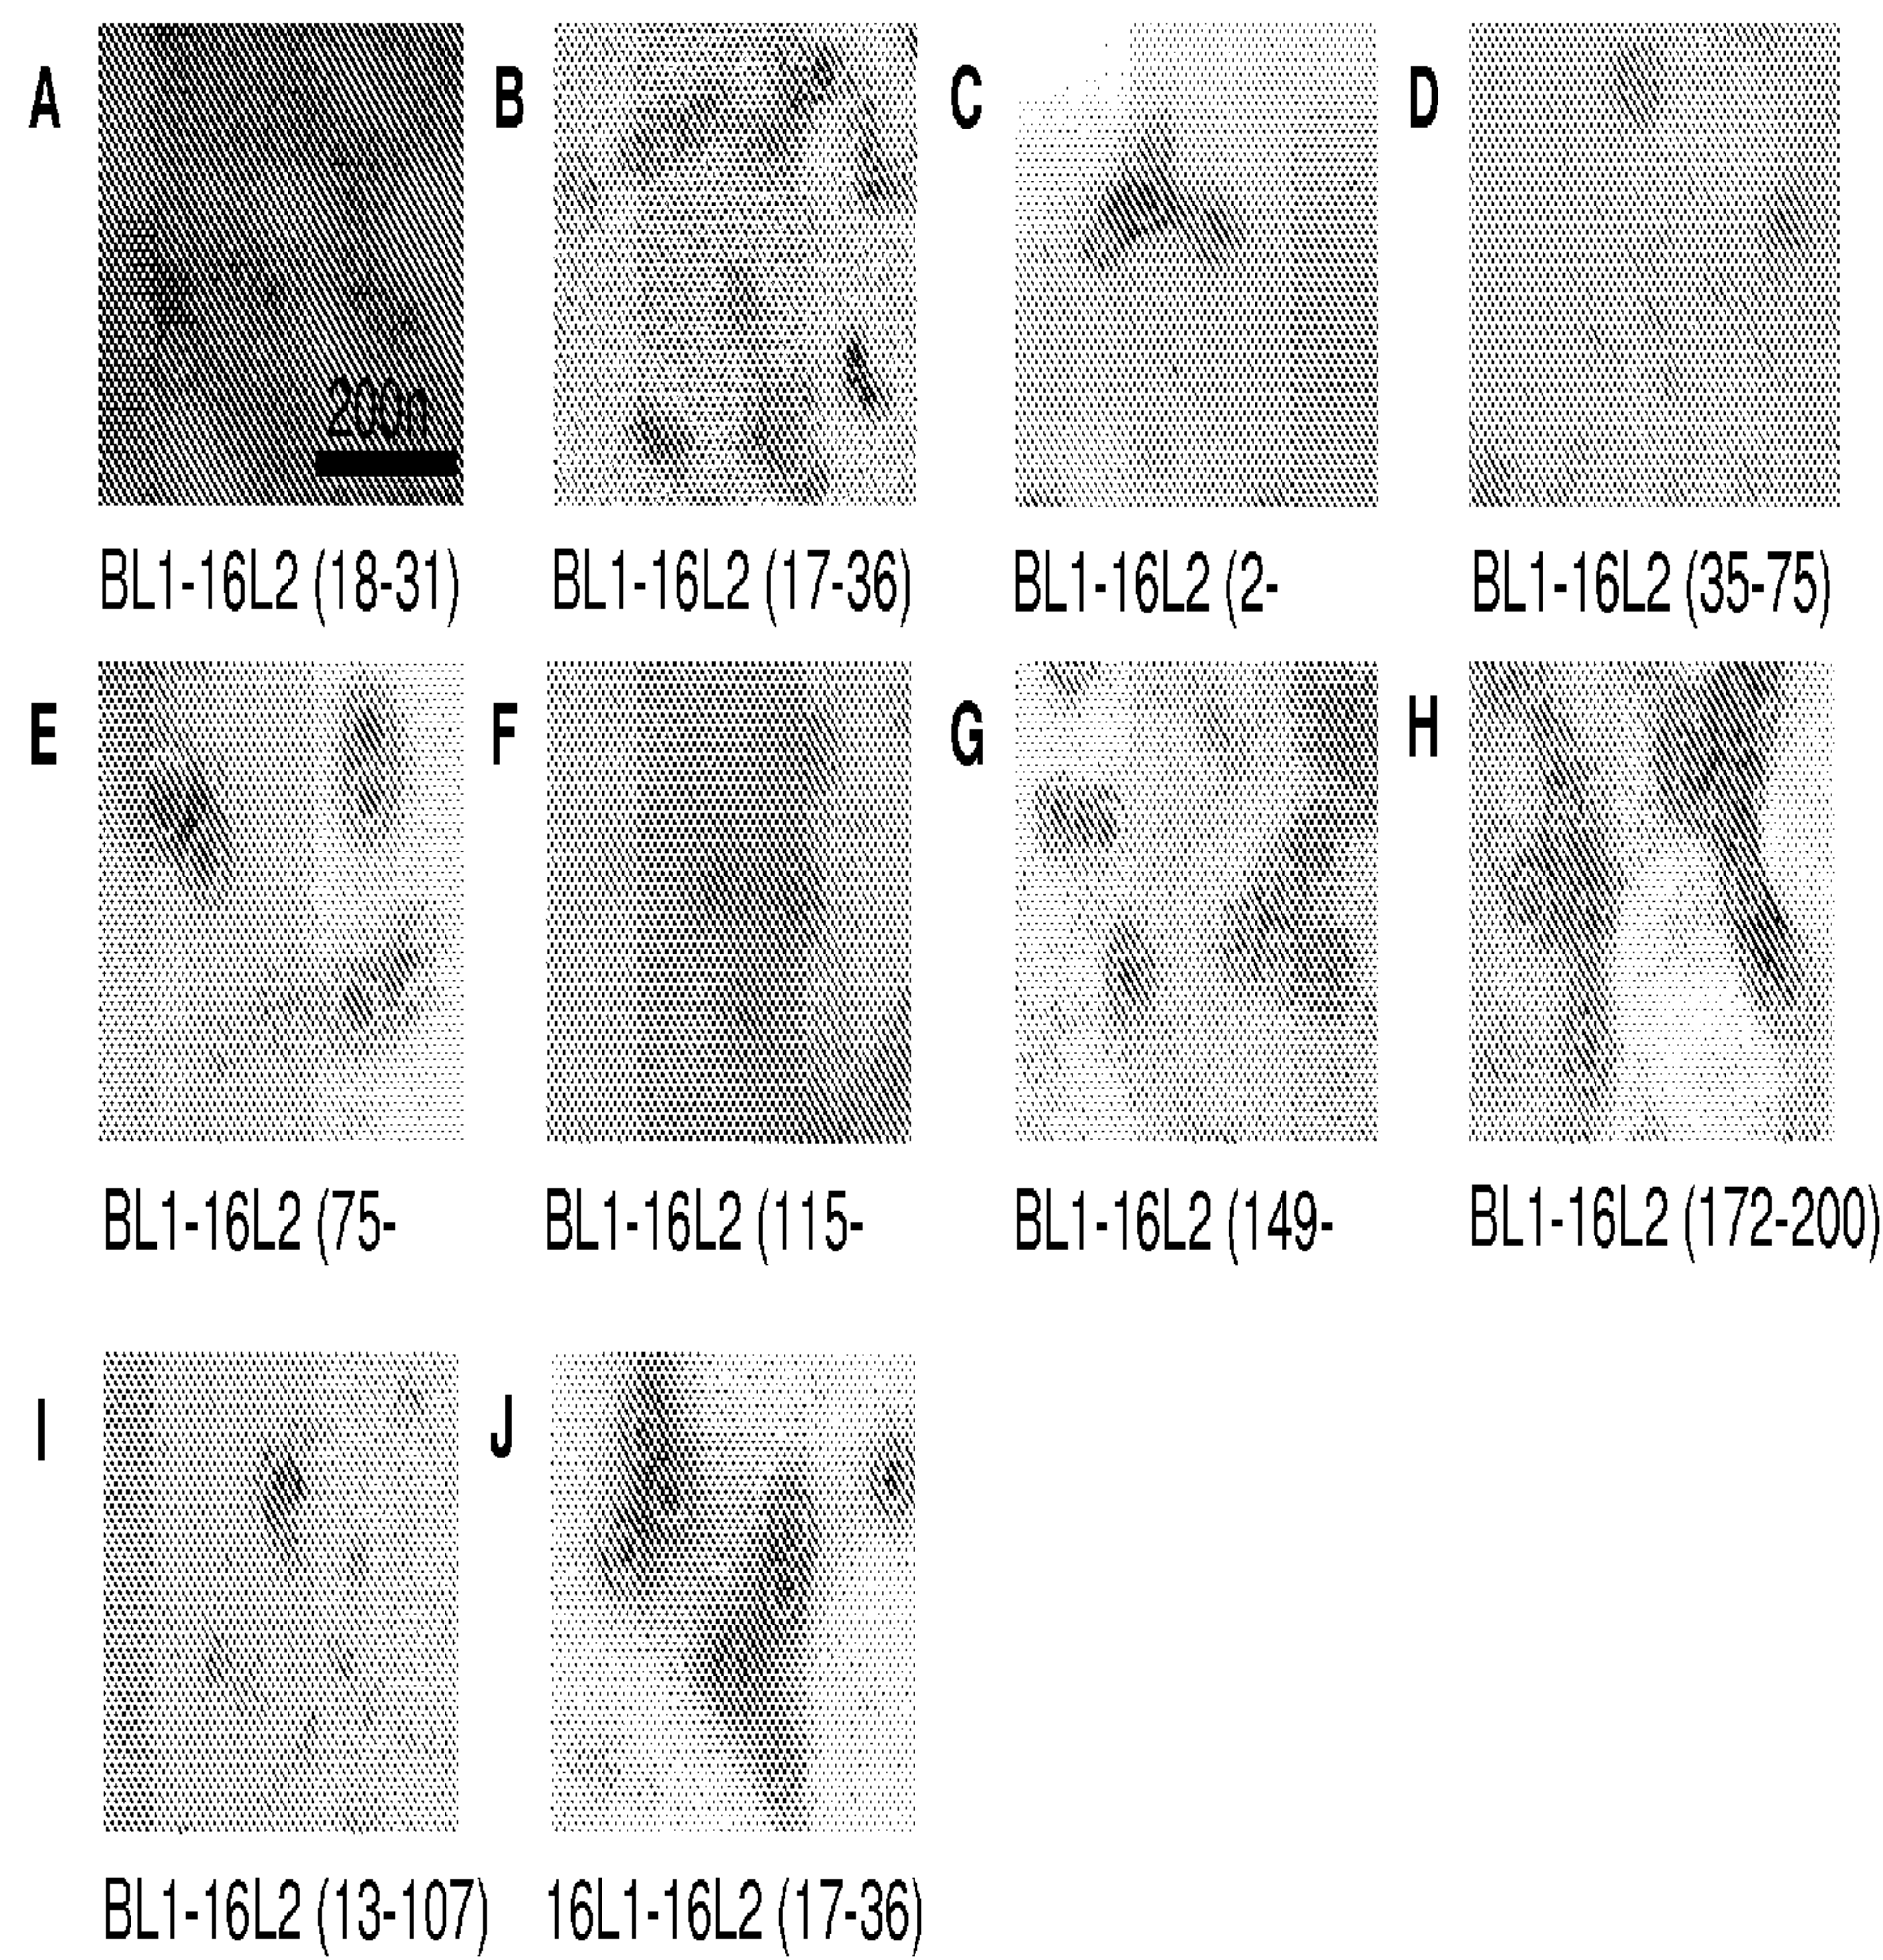 A B C D
200n
BL1-16L2 (18-31) BL1-16L2 (17-36) BL1-16L2 (2- BL1-16L2 (35-75)
E F G H
BL1-16L2 (75- BL1-16L2 (115- BL1-16L2 (149- BL1-16L2 (172-200)
I J
BL1-16L2 (13-107) 16L1-16L2 (17-36)